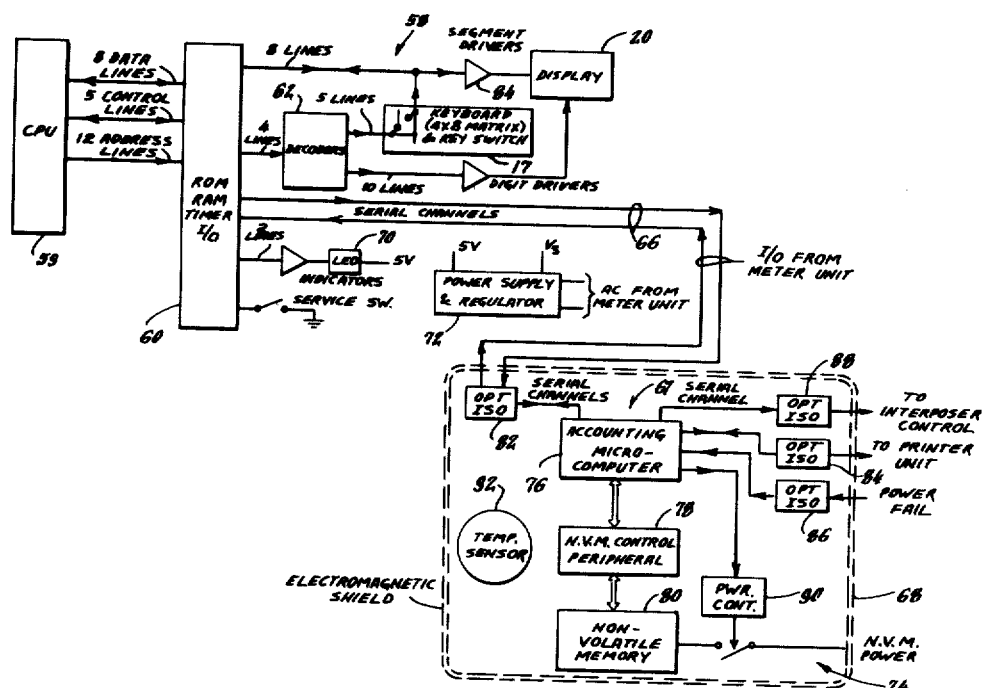 58
SEGMENT
DRIVERS
20
8 LINES
8 DATA
LINES
84
DISPLAY
5 CONTROL
LINES
62
5 LINES
KEYBOARD
(4X8 MATRIX)
& KEY SWITCH
CPU
12 ADDRESS
LINES
4
LINES
DECODERS
17
10 LINES
DIGIT DRIVERS
ROM
RAM
TIMER
I/O
SERIAL CHANNELS
66
59
2
LINES
70
LED
5V
INDICATORS
5V
VS
I/O FROM
METER UNIT
POWER SUPPLY
& REGULATOR
AC FROM
METER UNIT
SERVICE SW.
60
72
88
OPT
ISO
SERIAL
CHANNELS
67
SERIAL
CHANNEL
OPT
ISO
TO
INTERPOSER
CONTROL
82
ACCOUNTING
MICRO-
COMPUTER
OPT
ISO
TO PRINTER
UNIT
84
76
OPT
ISO
POWER
FAIL
92
86
78
TEMP.
SENSOR
N.V.M. CONTROL
PERIPHERAL
ELECTROMAGNETIC
SHIELD
PWR.
CONT.
90
68
80
NON-
VOLATILE
MEMORY
N.V.M.
POWER
74